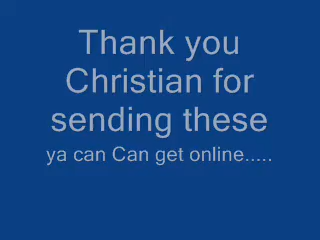 Thank you
Christian for
sending these
ya can Can get online.....